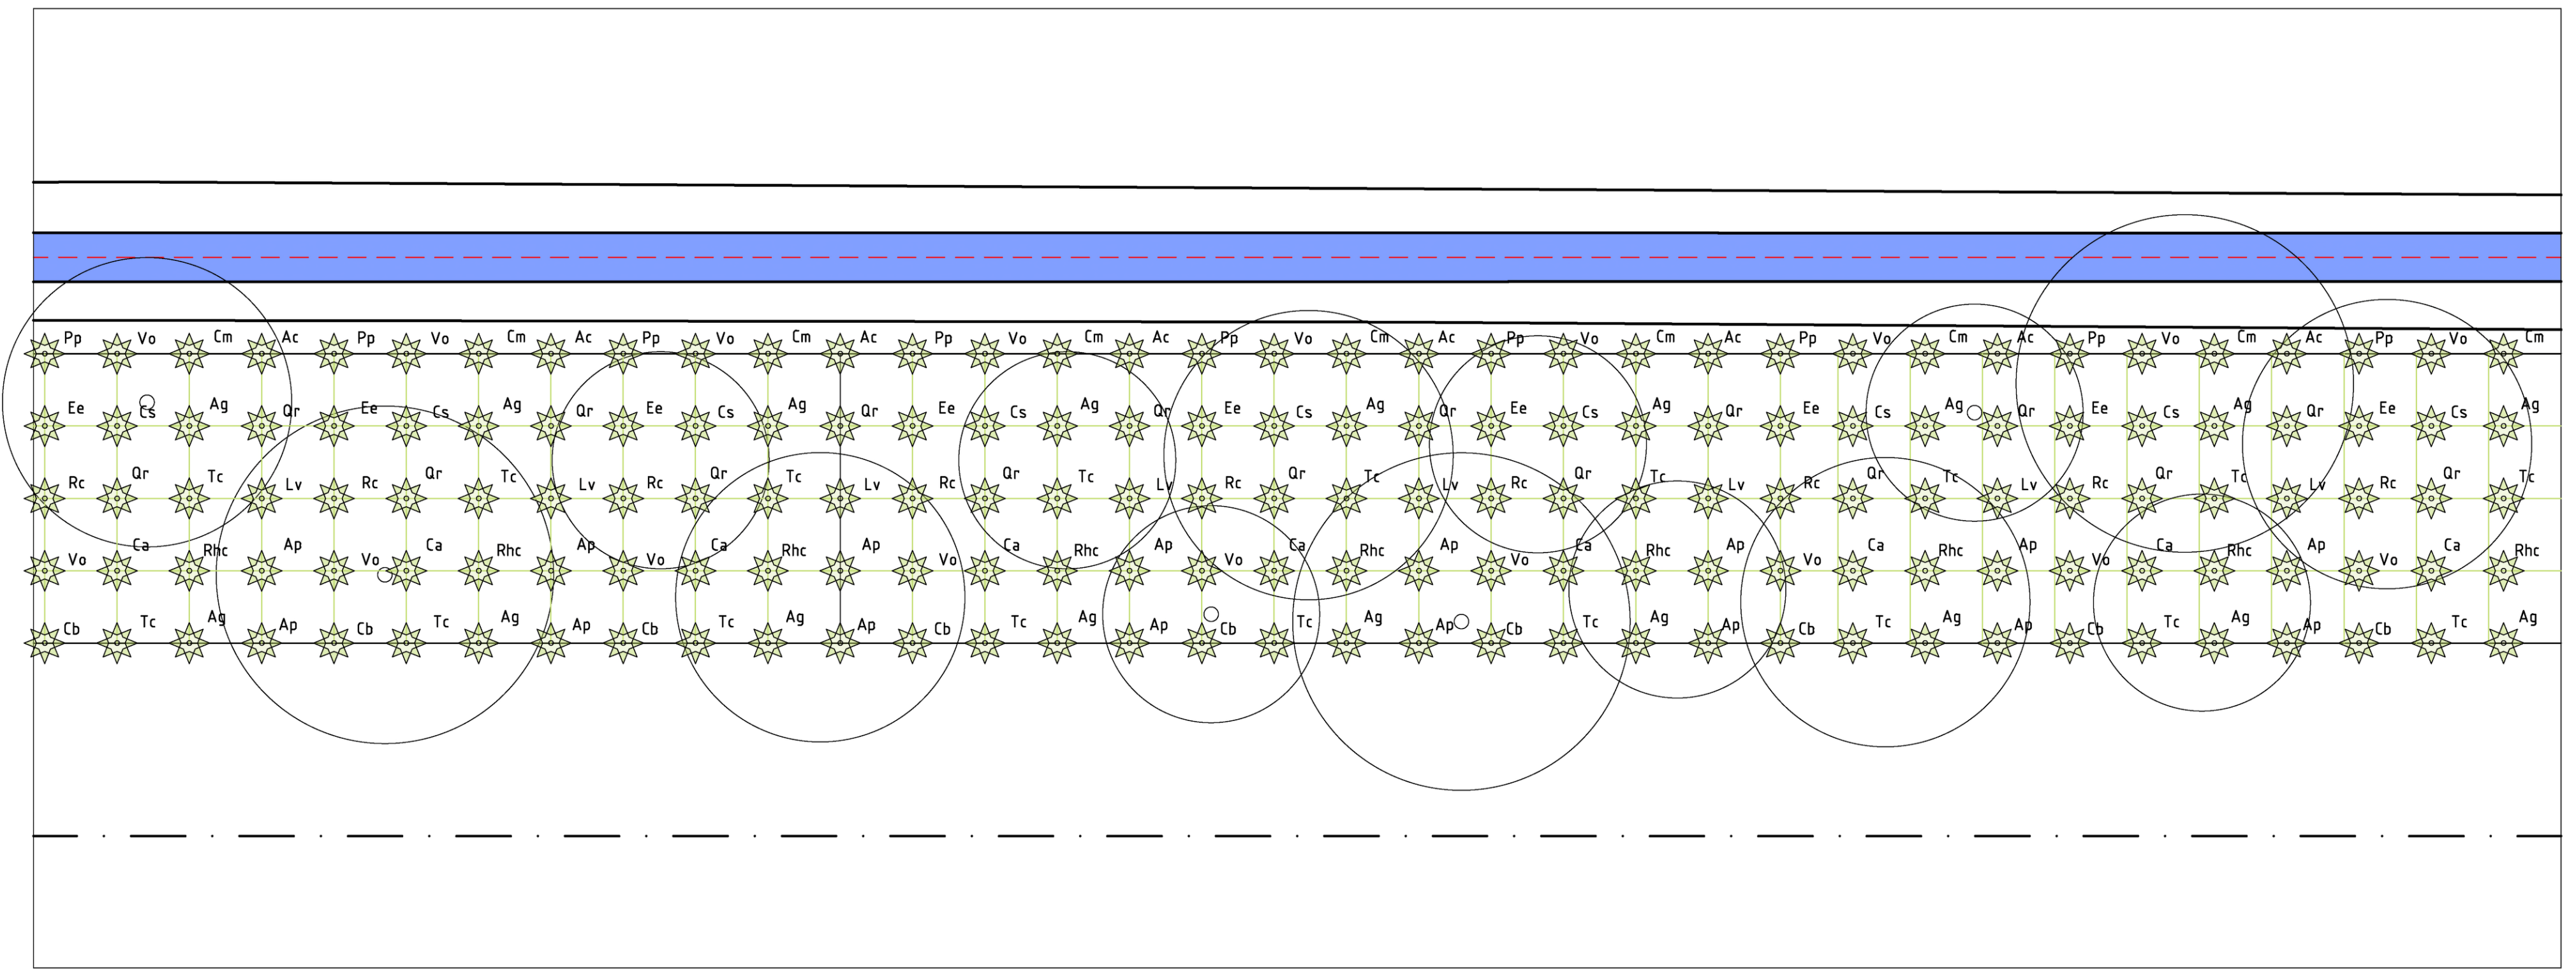 Pp Vo Cm Ac Pp Vo Cm Ac Pp Vo Cm Ac Pp Vo Cm Ac Pp Vo Cm Ac Pp Vo Cm Ac Pp Vo Cm Ac Pp Vo Cm Ac Pp Vo Cm
Ee Cs Ag Qr Ee Cs Ag Qr Ee Cs Ag Qr Ee Cs Ag Qr Ee Cs Ag Qr Ee Cs Ag Qr Ee Cs Ag Qr Ee Cs Ag Qr Ee Cs Ag
Rc Qr Tc Lv Rc Qr Tc Lv Rc Qr Tc Lv Rc Qr Tc Lv Rc Qr Tc Lv Rc Qr Tc Lv Rc Qr Tc Lv Rc Qr Tc Lv Rc Qr Tc
Vo Ca Rhc Ap Vo Ca Rhc Ap Vo Ca Rhc Ap Vo Ca Rhc Ap Vo Ca Rhc Ap Vo Ca Rhc Ap Vo Ca Rhc Ap Vo Ca Rhc Ap Vo Ca Rhc
Cb Tc Ag Ap Cb Tc Ag Ap Cb Tc Ag Ap Cb Tc Ag Ap Cb Tc Ag Ap Cb Tc Ag Ap Cb Tc Ag Ap Cb Tc Ag Ap Cb Tc Ag